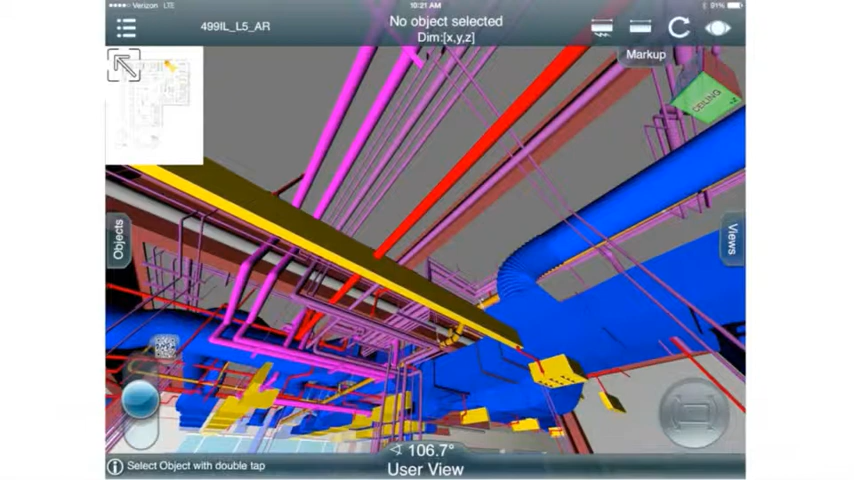 Verizon LTE
10:21 AM
91%
499IL_L5_AR
No object selected
Dim:[x,y,z]
Markup
CEILING
+Z
Objects
Views
106.7°
User View
Select Object with double tap